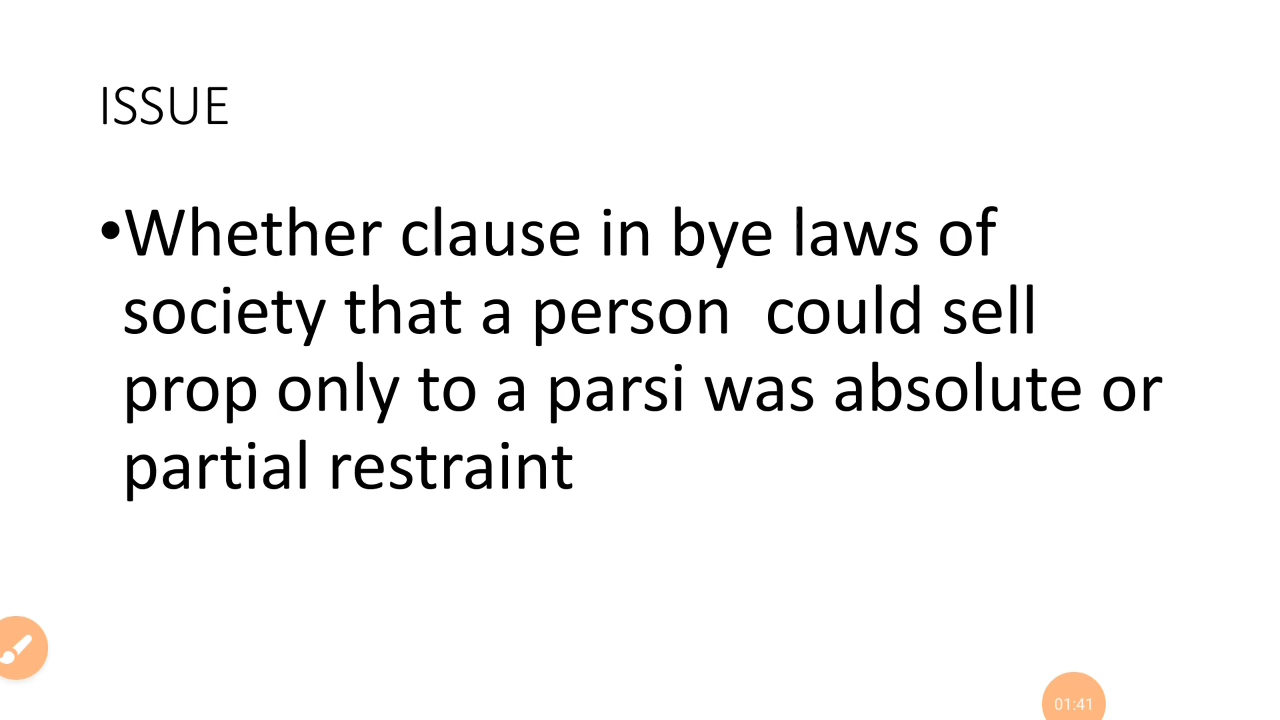 ISSUE
•Whether clause in bye laws of
society that a person  could sell
prop only to a parsi was absolute or
partial restraint
01:41